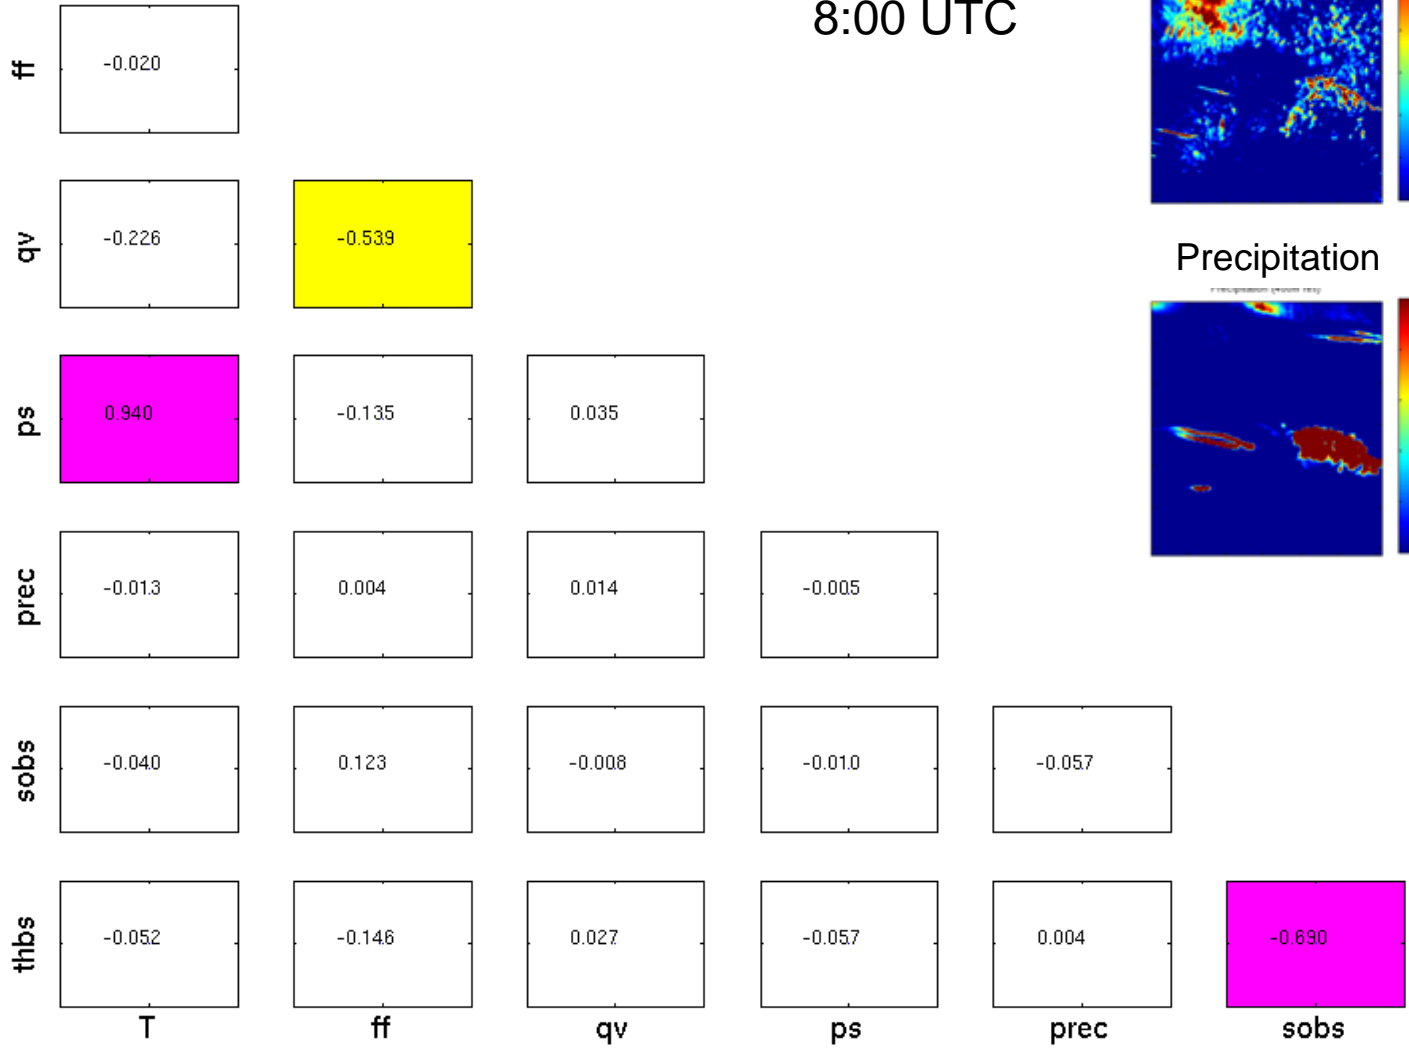 8:00 UTC
ff -0.020
qv -0.226 -0.539
Precipitation
Precipitation
ps 0.940 -0.135 0.035
prec -0.013 0.004 0.014 -0.005
sobs -0.040 0.123 -0.008 -0.010 -0.057
thbs -0.052 -0.146 0.027 -0.057 0.004 -0.690
T ff qv ps prec sobs